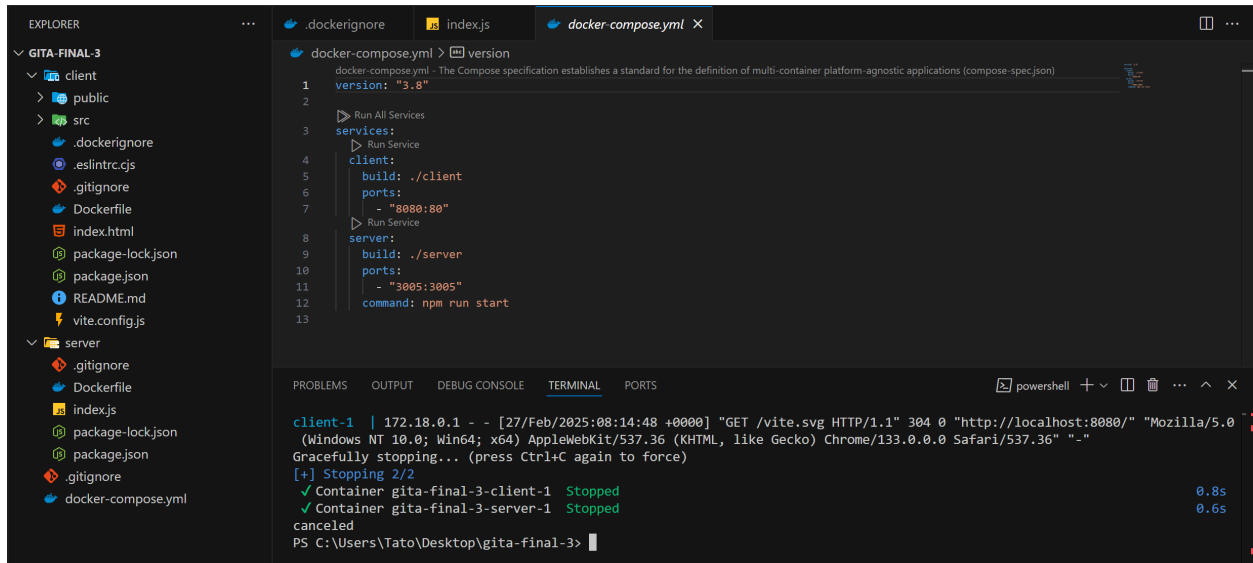 EXPLORER ···
GITA-FINAL-3
client
public
src
.dockerignore
.eslintrc.cjs
.gitignore
Dockerfile
index.html
package-lock.json
package.json
README.md
vite.config.js
server
.gitignore
Dockerfile
index.js
package-lock.json
package.json
.gitignore
docker-compose.yml
.dockerignore
JS index.js
docker-compose.yml ×
docker-compose.yml > abc version
docker-compose.yml - The Compose specification establishes a standard for the definition of multi-container platform-agnostic applications (compose-spec.json)
1 version: "3.8"
2
Run All Services
3 services:
Run Service
4 client:
5 build: ./client
6 ports:
7 - "8080:80"
Run Service
8 server:
9 build: ./server
10 ports:
11 - "3005:3005"
12 command: npm run start
13
PROBLEMS OUTPUT DEBUG CONSOLE TERMINAL PORTS
powershell
client-1 | 172.18.0.1 - - [27/Feb/2025:08:14:48 +0000] "GET /vite.svg HTTP/1.1" 304 0 "http://localhost:8080/" "Mozilla/5.0
(Windows NT 10.0; Win64; x64) AppleWebKit/537.36 (KHTML, like Gecko) Chrome/133.0.0.0 Safari/537.36" "-"
Gracefully stopping... (press Ctrl+C again to force)
[+] Stopping 2/2
✓ Container gita-final-3-client-1 Stopped 0.8s
✓ Container gita-final-3-server-1 Stopped 0.6s
canceled
PS C:\Users\Tato\Desktop\gita-final-3>